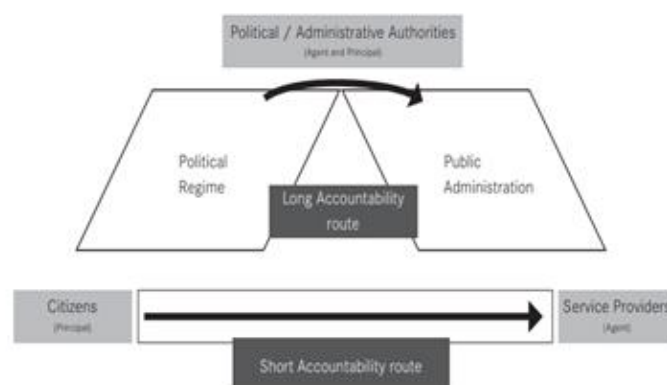 Political / Administrative Authorities
(Agent and Principal)
Political
Regime
Public
Administration
Long Accountability
route
Citizens
(Principal)
Service Providers
(Agent)
Short Accountability route